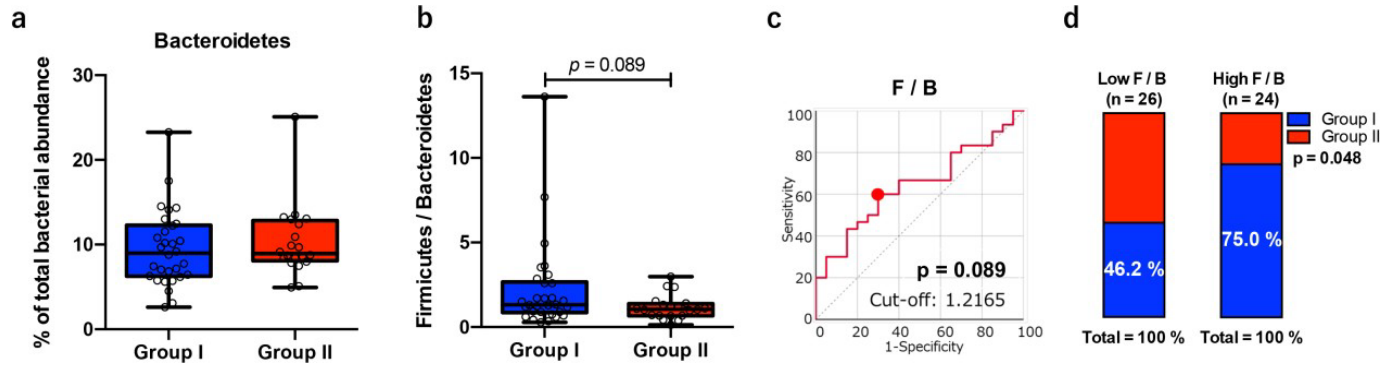 a
Bacteroidetes
% of total bacterial abundance
30
20
10
0
Group I
Group II
b
p = 0.089
Firmicutes / Bacteroidetes
15
10
5
0
Group I
Group II
c
F / B
Sensitivity
100
80
60
40
20
0
p = 0.089
Cut-off: 1.2165
0 20 40 60 80 100
1-Specificity
d
Low F / B
(n = 26)
46.2 %
Total = 100 %
High F / B
(n = 24)
75.0 %
Total = 100 %
Group I
Group II
p = 0.048